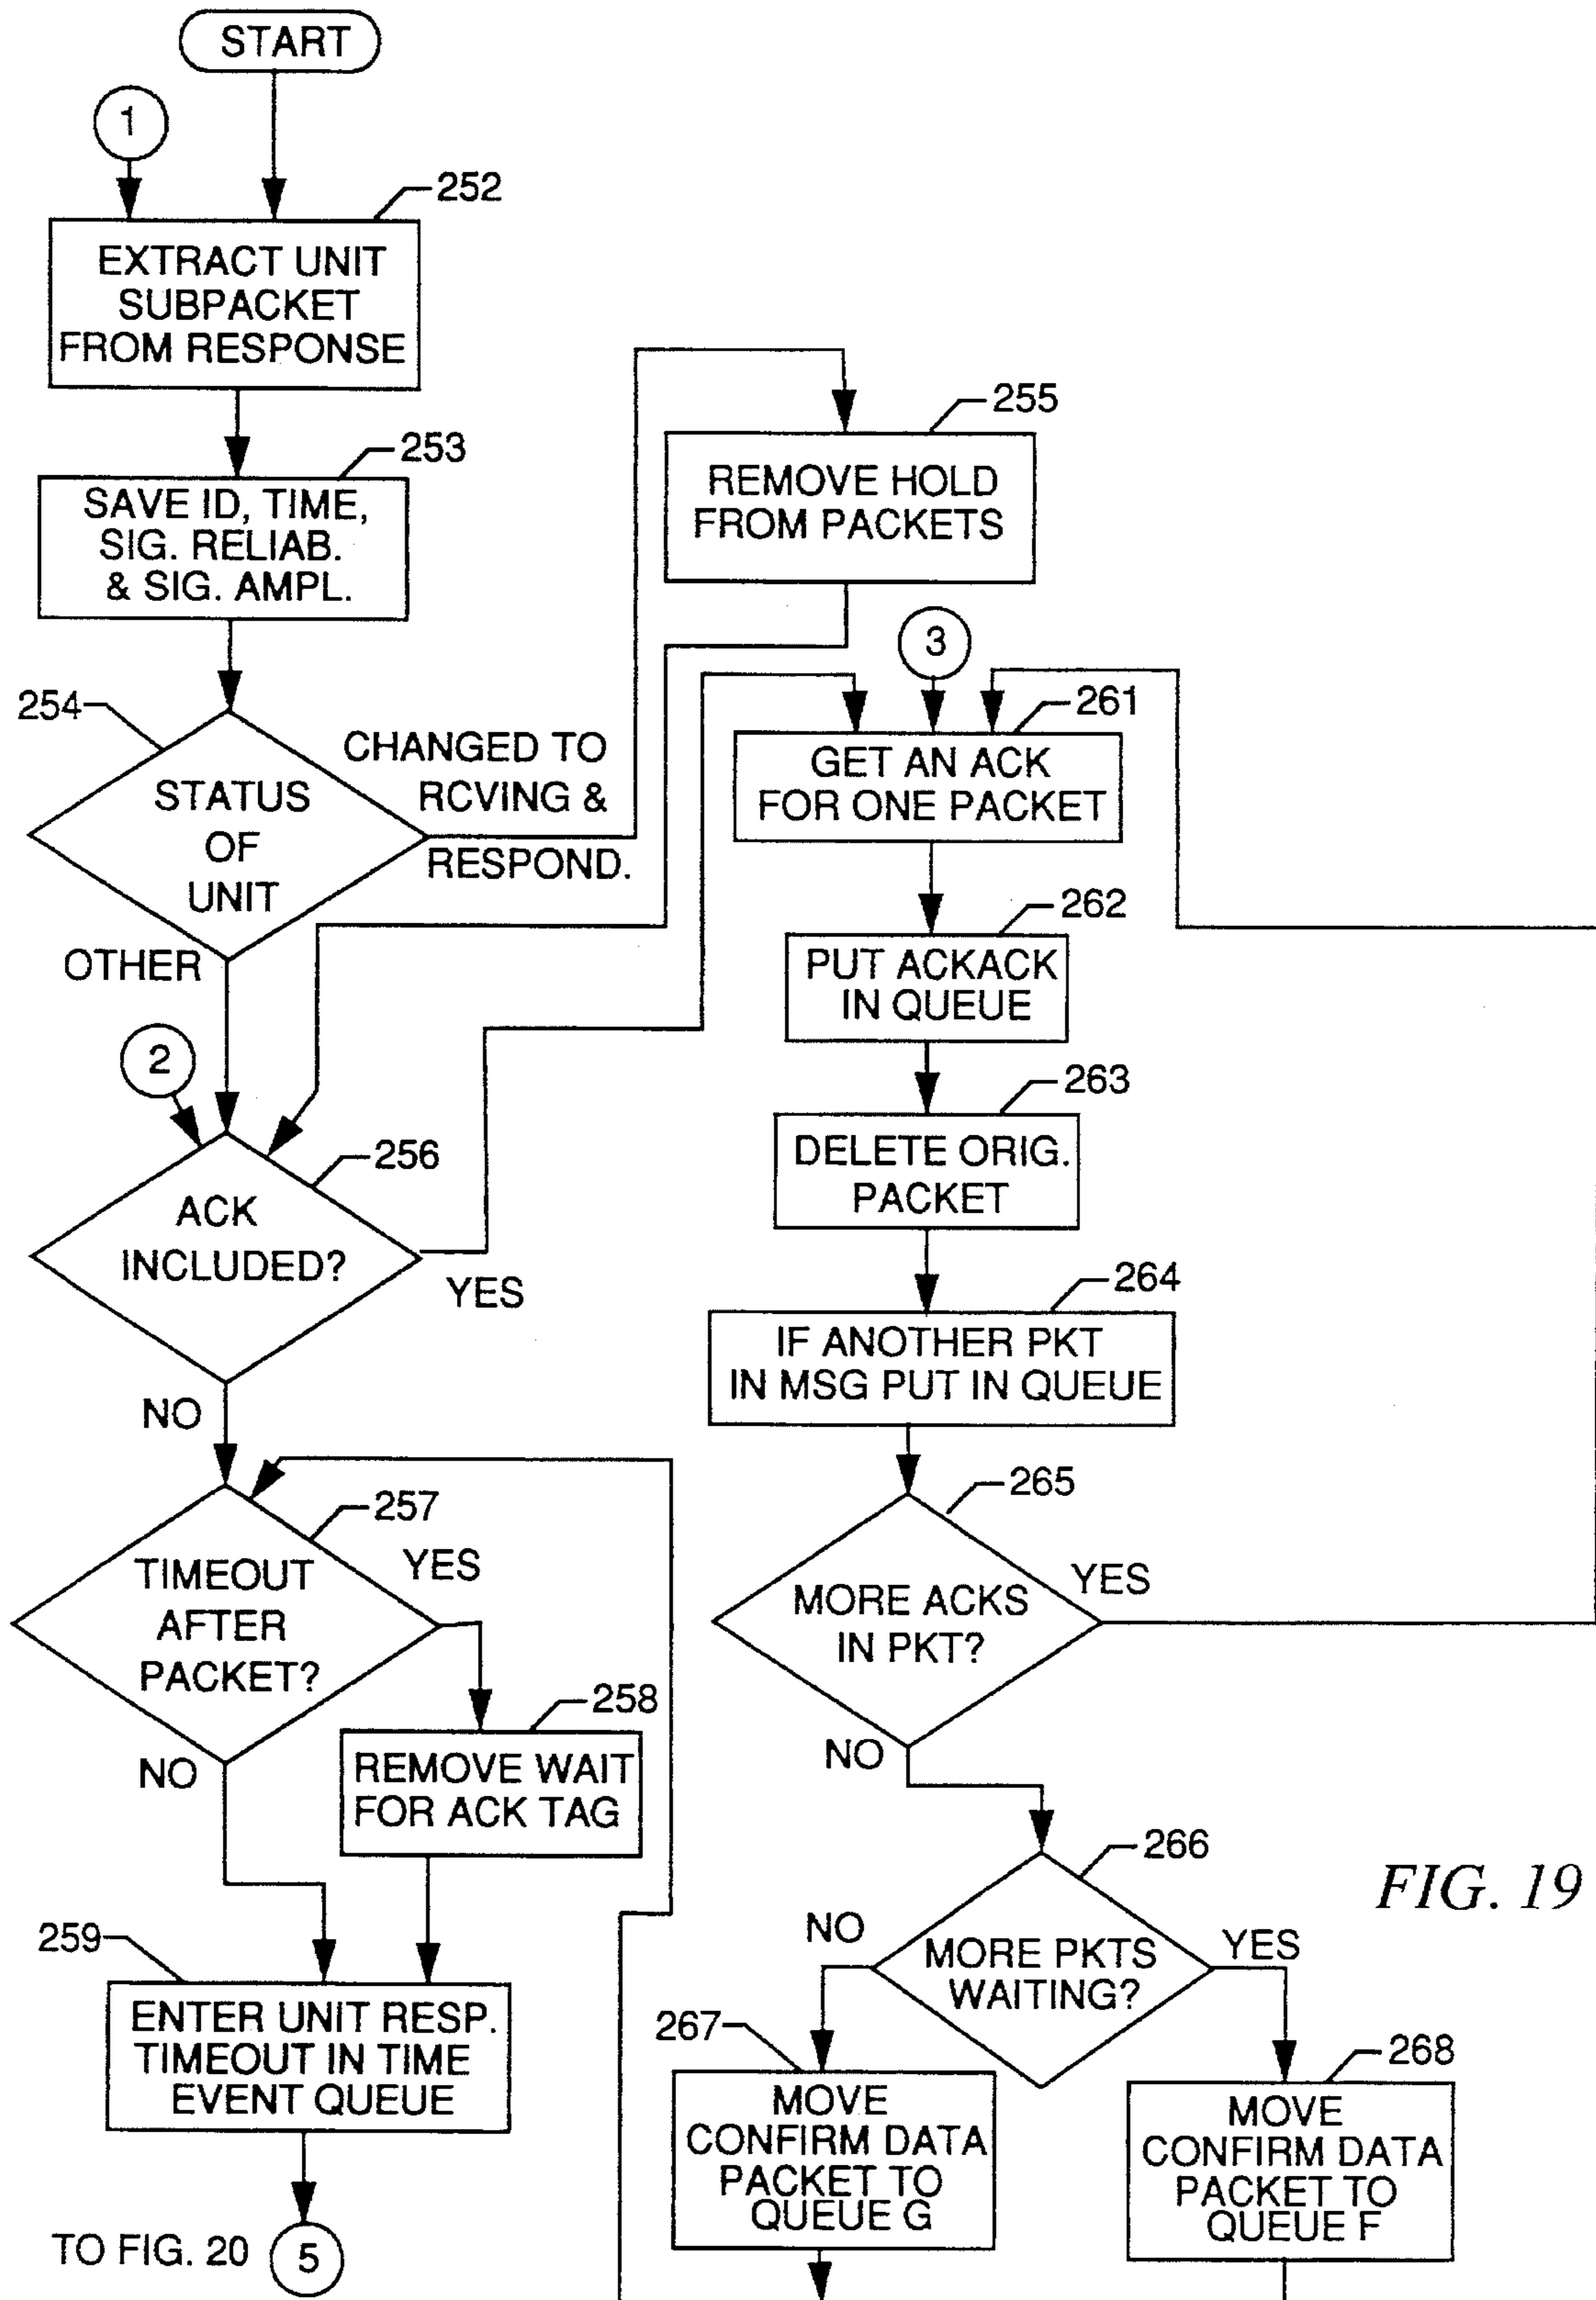 START
1
252
EXTRACT UNIT
SUBPACKET
FROM RESPONSE
253
SAVE ID, TIME,
SIG. RELIAB.
& SIG. AMPL.
254
STATUS
OF
UNIT
CHANGED TO
RCVING &
RESPOND.
OTHER
255
REMOVE HOLD
FROM PACKETS
2
256
ACK
INCLUDED?
YES
NO
257
TIMEOUT
AFTER
PACKET?
YES
NO
258
REMOVE WAIT
FOR ACK TAG
259
ENTER UNIT RESP.
TIMEOUT IN TIME
EVENT QUEUE
TO FIG. 20
5
3
261
GET AN ACK
FOR ONE PACKET
262
PUT ACKACK
IN QUEUE
263
DELETE ORIG.
PACKET
264
IF ANOTHER PKT
IN MSG PUT IN QUEUE
265
MORE ACKS
IN PKT?
YES
NO
266
MORE PKTS
WAITING?
NO
YES
267
MOVE
CONFIRM DATA
PACKET TO
QUEUE G
268
MOVE
CONFIRM DATA
PACKET TO
QUEUE F
FIG. 19